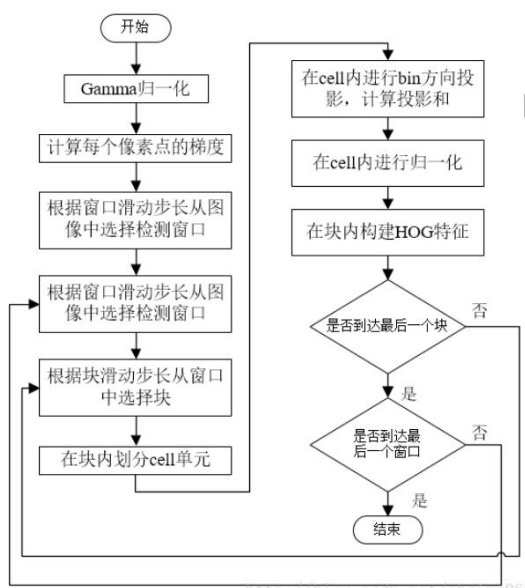 开始
Gamma归一化
计算每个像素点的梯度
根据窗口滑动步长从图
像中选择检测窗口
根据窗口滑动步长从图
像中选择检测窗口
根据块滑动步长从窗口
中选择块
在块内划分cell单元
在cell内进行bin方向投
影，计算投影和
在cell内进行归一化
在块内构建HOG特征
是否到达最后一个块
否
是
是否到达最
后一个窗口
否
是
结束